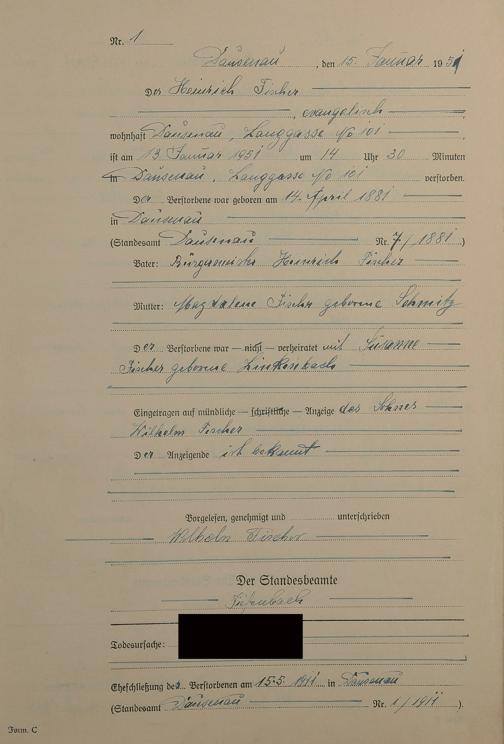 Nr. 1
Dausenau, den 15. Januar 1951
Der Heinrich Fischer
, evangelisch
wohnhaft Dausenau, Langgasse No 101
ist am 13. Januar 1951 um 14 Uhr 30 Minuten
in Dausenau, Langgasse No 101 verstorben.
Der Verstorbene war geboren am 14. April 1881
in Dausenau
(Standesamt Dausenau Nr. 7/1881)
Vater: Heinrich Fischer
Mutter: Magdalene Fischer geborene Schmitz
Der Verstorbene war — nicht — verheiratet mit Susanne
Fischer geborene Linkenbach
Eingetragen auf mündliche — schriftliche — Anzeige des Sohnes
Wilhelm Fischer
Der Anzeigende ist bekannt
Vorgelesen, genehmigt und unterschrieben
Wilhelm Fischer
Der Standesbeamte
Todesursache:
Eheschließung des Verstorbenen am 15.5.1911 in Dausenau
(Standesamt Dausenau Nr. 1/1911)
Form. C